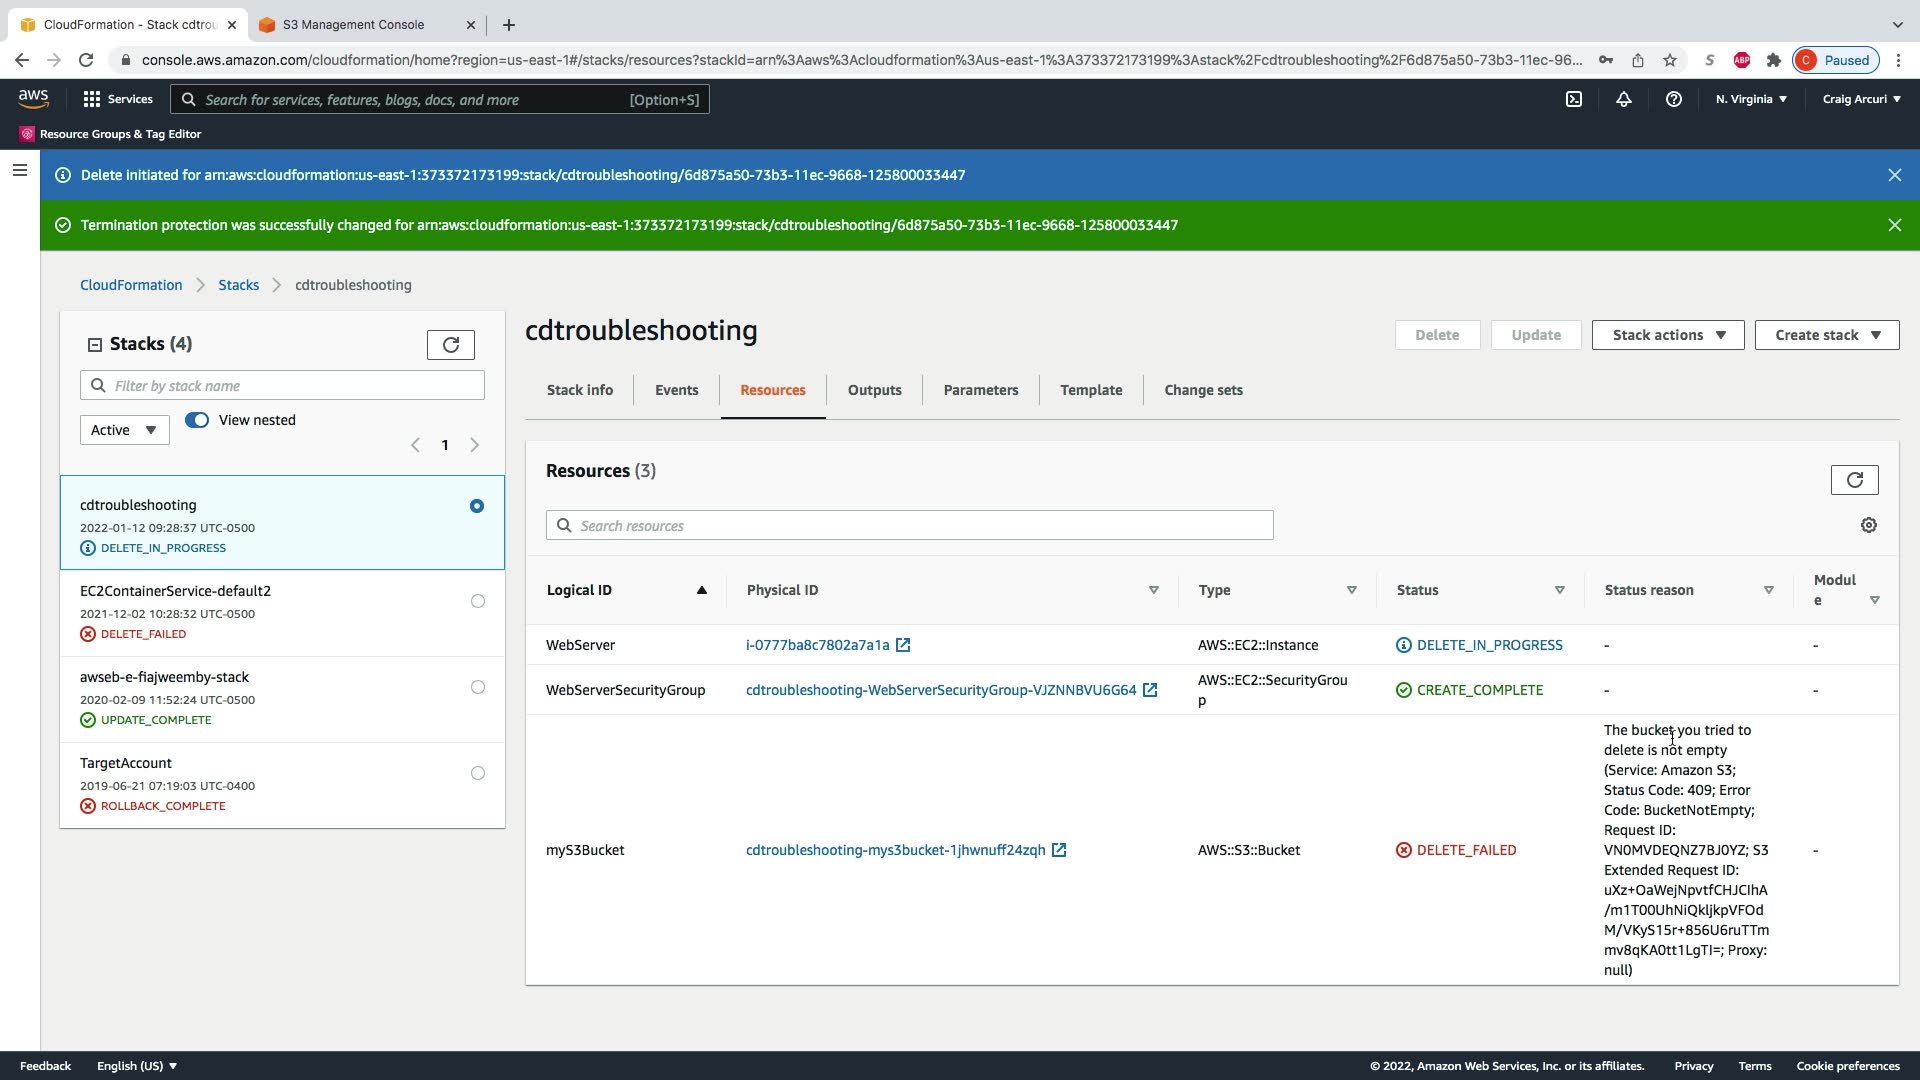 CloudFormation - Stack cdtrou
S3 Management Console
console.aws.amazon.com/cloudformation/home?region=us-east-1#/stacks/resources?stackId=arn%3Aaws%3Acloudformation%3Aus-east-1%3A373372173199%3Astack%2Fcdtroubleshooting%2F6d875a50-73b3-11ec-96...
S
ABP
C Paused
aws
Services
Search for services, features, blogs, docs, and more [Option+S]
N. Virginia
Craig Arcuri
Resource Groups & Tag Editor
Delete initiated for arn:aws:cloudformation:us-east-1:373372173199:stack/cdtroubleshooting/6d875a50-73b3-11ec-9668-125800033447
Termination protection was successfully changed for arn:aws:cloudformation:us-east-1:373372173199:stack/cdtroubleshooting/6d875a50-73b3-11ec-9668-125800033447
CloudFormation > Stacks > cdtroubleshooting
Stacks (4)
Filter by stack name
Active
View nested
1
cdtroubleshooting
2022-01-12 09:28:37 UTC-0500
DELETE_IN_PROGRESS
EC2ContainerService-default2
2021-12-02 10:28:32 UTC-0500
DELETE_FAILED
awseb-e-fiajweemby-stack
2020-02-09 11:52:24 UTC-0500
UPDATE_COMPLETE
TargetAccount
2019-06-21 07:19:03 UTC-0400
ROLLBACK_COMPLETE
cdtroubleshooting
Delete
Update
Stack actions
Create stack
Stack info
Events
Resources
Outputs
Parameters
Template
Change sets
Resources (3)
Search resources
Logical ID
Physical ID
Type
Status
Status reason
Modul
e
WebServer
i-0777ba8c7802a7a1a
AWS::EC2::Instance
DELETE_IN_PROGRESS
-
-
WebServerSecurityGroup
cdtroubleshooting-WebServerSecurityGroup-VJZNNBVU6G64
AWS::EC2::SecurityGrou
p
CREATE_COMPLETE
-
-
myS3Bucket
cdtroubleshooting-mys3bucket-1jhwnuff24zqh
AWS::S3::Bucket
DELETE_FAILED
The bucket you tried to
delete is not empty
(Service: Amazon S3;
Status Code: 409; Error
Code: BucketNotEmpty;
Request ID:
VN0MVDEQNZ7BJ0YZ; S3
Extended Request ID:
uXz+OaWejNpvtfCHJCIhA
/m1T00UhNiQkljkpVFOd
M/VKyS15r+856U6ruTTm
mv8qKA0tt1LgTI=; Proxy:
null)
-
Feedback
English (US)
© 2022, Amazon Web Services, Inc. or its affiliates.
Privacy
Terms
Cookie preferences